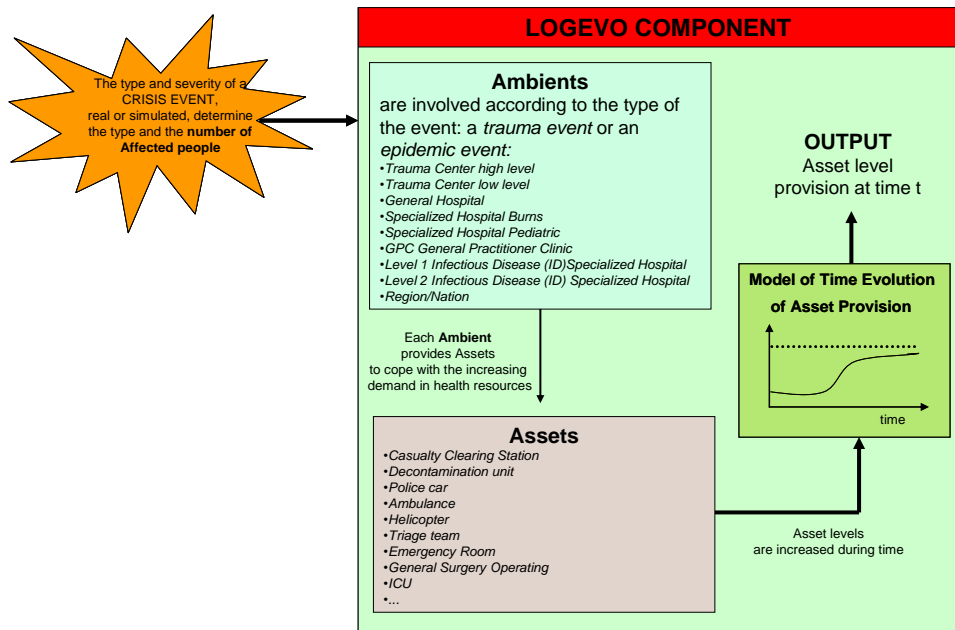 LOGEVO COMPONENT
The type and severity of a
CRISIS EVENT,
real or simulated, determine
the type and the number of
Affected people
Ambients
are involved according to the type of
the event: a trauma event or an
epidemic event:
•Trauma Center high level
•Trauma Center low level
•General Hospital
•Specialized Hospital Burns
•Specialized Hospital Pediatric
•GPC General Practitioner Clinic
•Level 1 Infectious Disease (ID)Specialized Hospital
•Level 2 Infectious Disease (ID) Specialized Hospital
•Region/Nation
Each Ambient
provides Assets
to cope with the increasing
demand in health resources
Assets
•Casualty Clearing Station
•Decontamination unit
•Police car
•Ambulance
•Helicopter
•Triage team
•Emergency Room
•General Surgery Operating
•ICU
•...
Asset levels
are increased during time
Model of Time Evolution
of Asset Provision
time
OUTPUT
Asset level
provision at time t